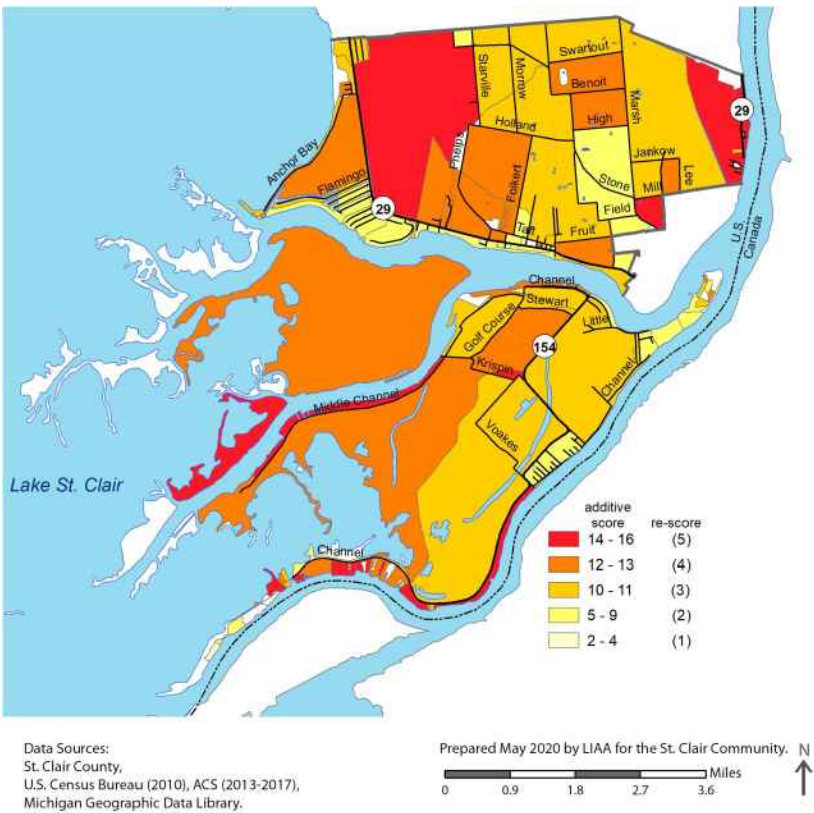 Swartout
Starville
Morrow
Benoit
Marsh
29
High
Holland
Phelps
Anchor Bay
Jankow
Folkert
Stone
Mill
Lee
Flamingo
29
Field
Taft
Fruit
U.S.
Canada
Channel
Stewart
Golf Course
Little
154
Krispin
Channel
Middle Channel
Voakes
Lake St. Clair
Channel
additive
score
re-score
14 - 16
(5)
12 - 13
(4)
10 - 11
(3)
5 - 9
(2)
2 - 4
(1)
Data Sources:
St. Clair County,
U.S. Census Bureau (2010), ACS (2013-2017),
Michigan Geographic Data Library.
Prepared May 2020 by LIAA for the St. Clair Community.
N
Miles
0 0.9 1.8 2.7 3.6